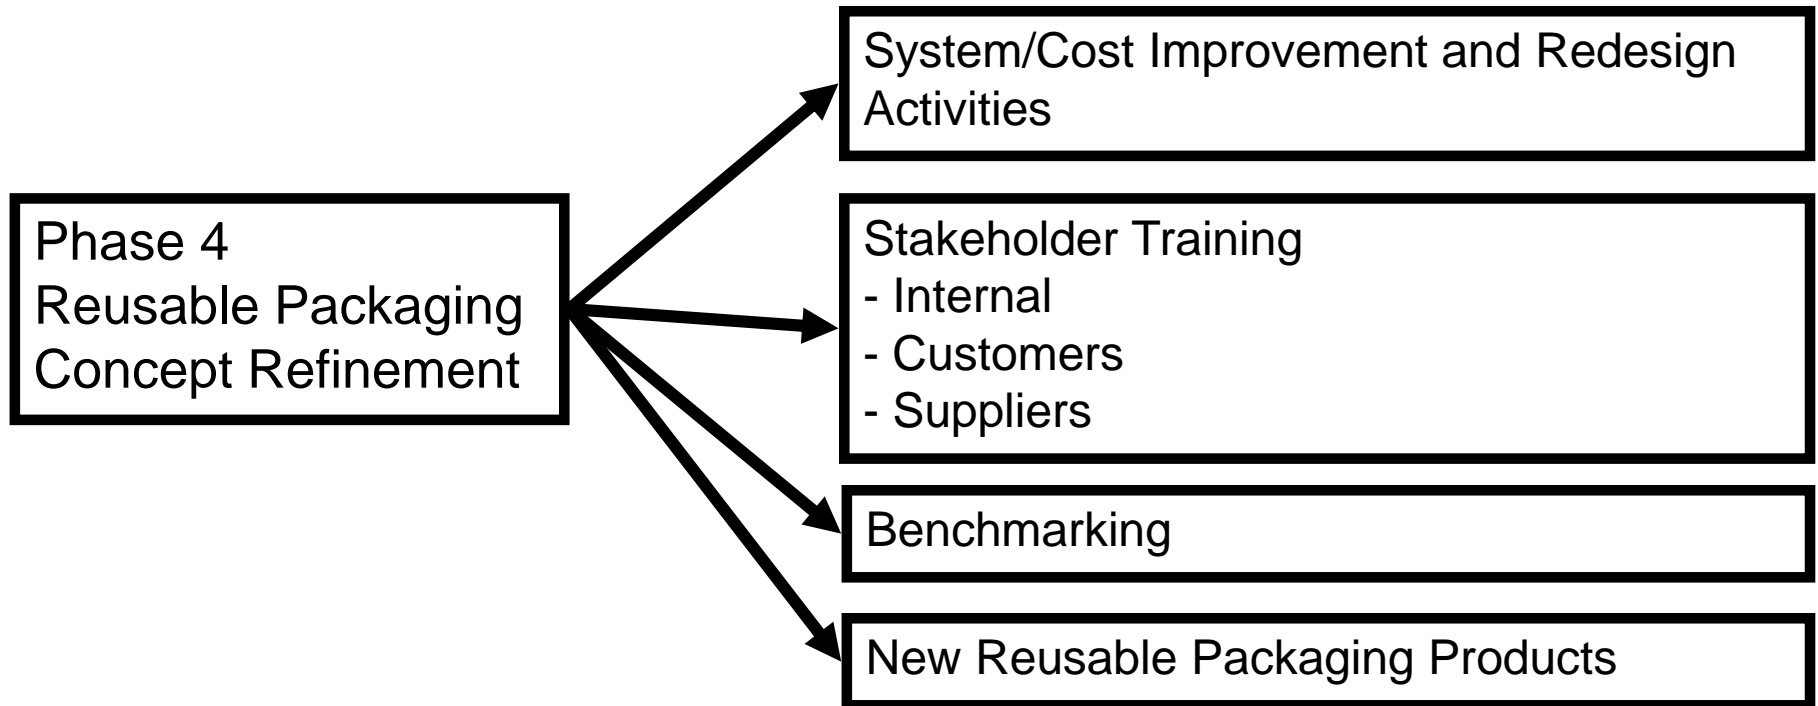 Phase 4
Reusable Packaging
Concept Refinement
System/Cost Improvement and Redesign
Activities
Stakeholder Training
- Internal
- Customers
- Suppliers
Benchmarking
New Reusable Packaging Products